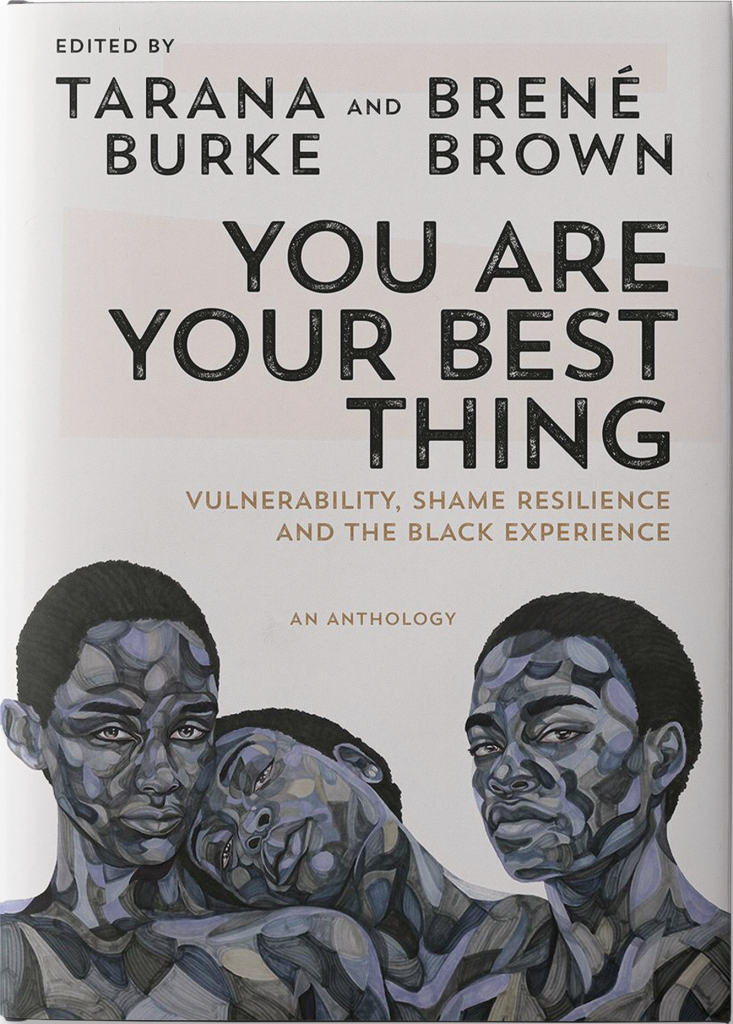 EDITED BY
TARANA AND BRENÉ
BURKE BROWN
YOU ARE
YOUR BEST
THING
VULNERABILITY, SHAME RESILIENCE
AND THE BLACK EXPERIENCE
AN ANTHOLOGY